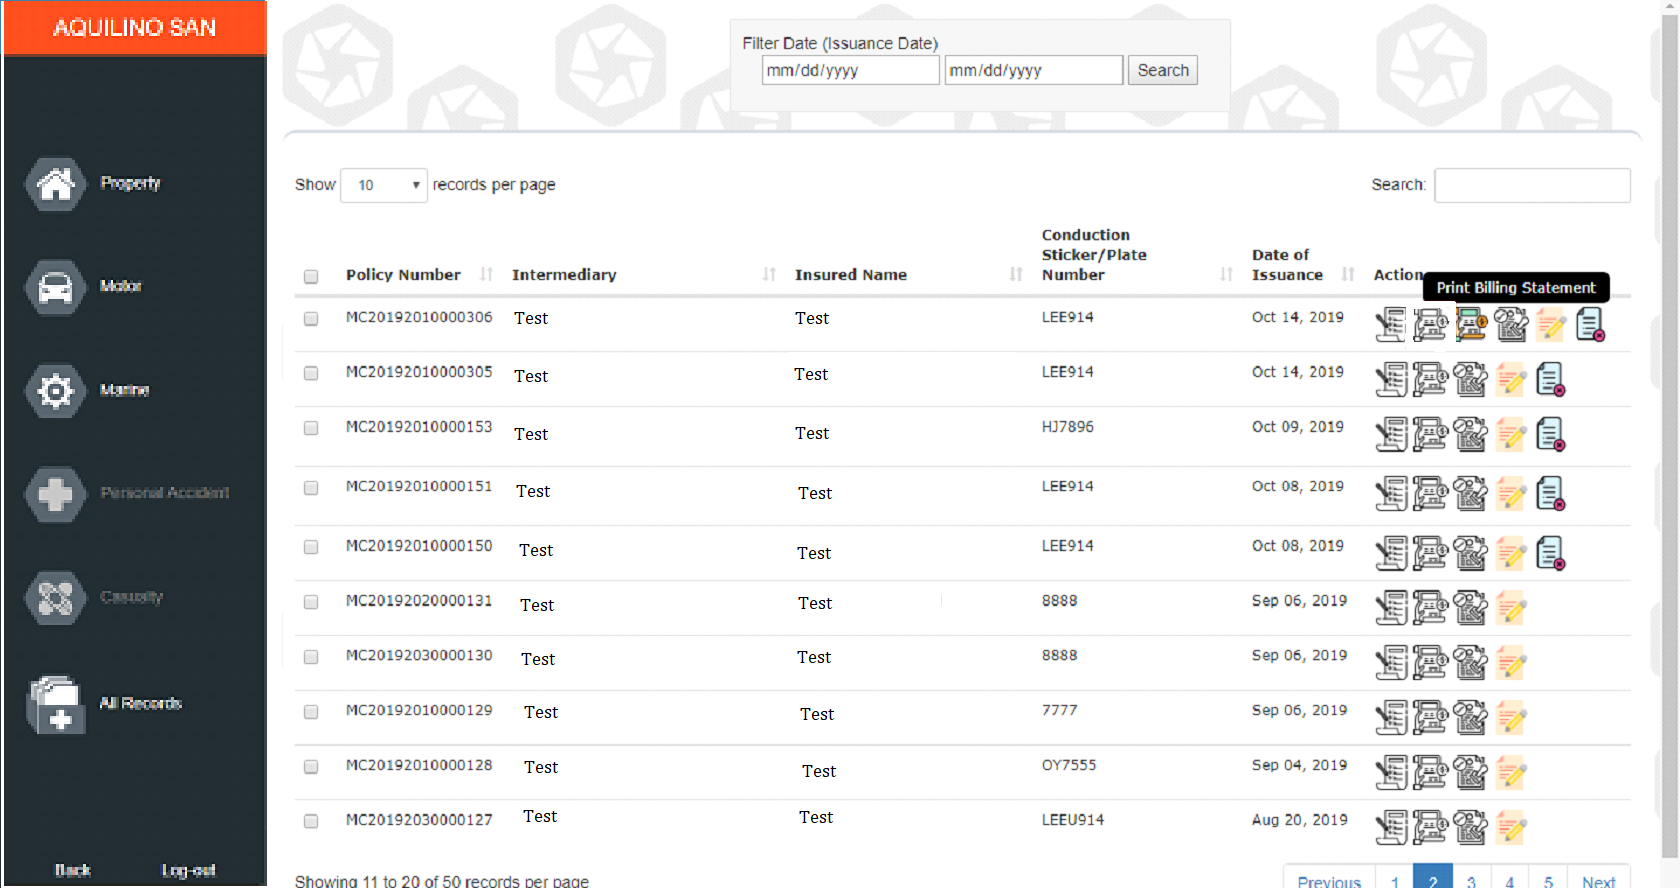 AQUILINO SAN
Filter Date (Issuance Date)
mm/dd/yyyy mm/dd/yyyy Search
Property
Motor
Marine
Personal Accident
Casualty
All Records
Back Log-out
Show 10 records per page
Search:
Policy Number Intermediary Insured Name Conduction Sticker/Plate Number Date of Issuance Action
Print Billing Statement
MC20192010000306 Test Test LEE914 Oct 14, 2019
MC20192010000305 Test Test LEE914 Oct 14, 2019
MC20192010000153 Test Test HJ7896 Oct 09, 2019
MC20192010000151 Test Test LEE914 Oct 08, 2019
MC20192010000150 Test Test LEE914 Oct 08, 2019
MC20192020000131 Test Test 8888 Sep 06, 2019
MC20192030000130 Test Test 8888 Sep 06, 2019
MC20192010000129 Test Test 7777 Sep 06, 2019
MC20192010000128 Test Test OY7555 Sep 04, 2019
MC20192030000127 Test Test LEEU914 Aug 20, 2019
Showing 11 to 20 of 50 records per page
Previous 1 2 3 4 5 Next